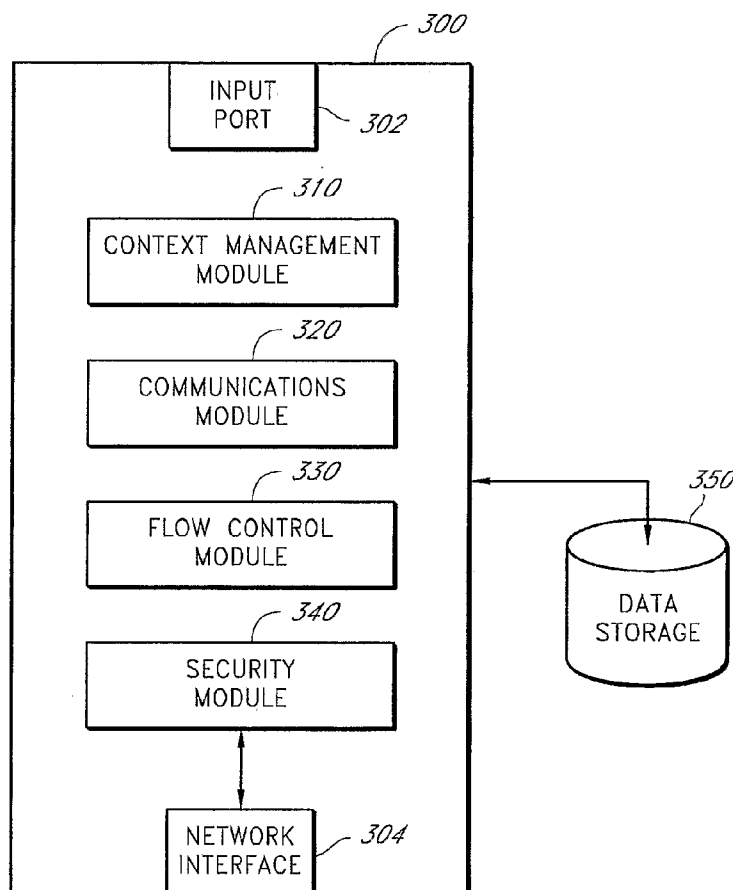 300
INPUT
PORT
302
310
CONTEXT MANAGEMENT
MODULE
320
COMMUNICATIONS
MODULE
330
FLOW CONTROL
MODULE
350
DATA
STORAGE
340
SECURITY
MODULE
304
NETWORK
INTERFACE